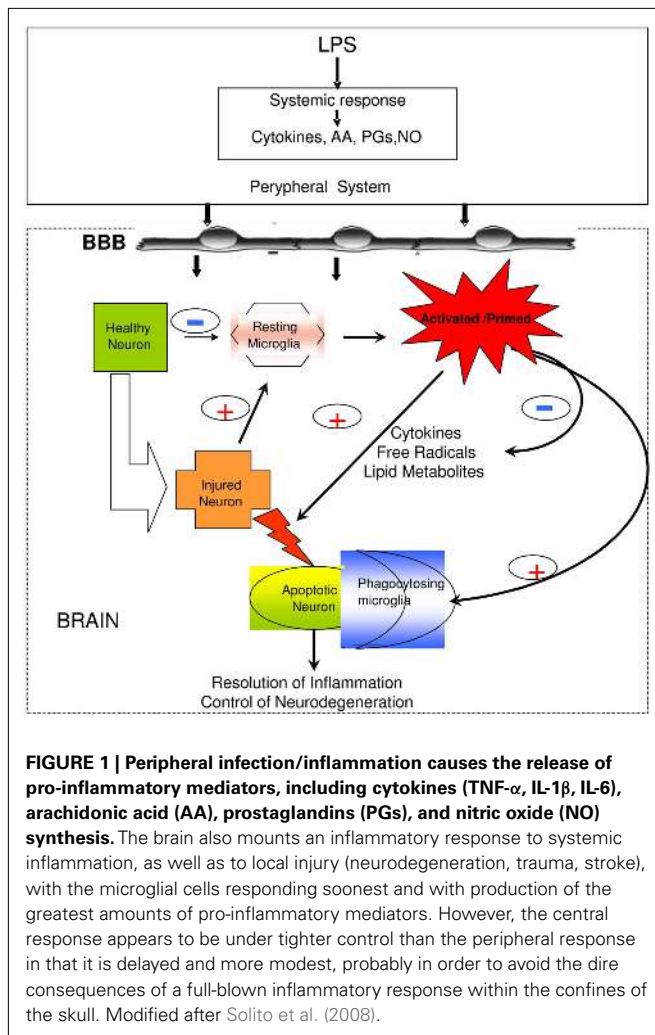 LPS
Systemic response
Cytokines, AA, PGs,NO
Perypheral System
BBB
Healthy
Neuron
Resting
Microglia
Activated /Primed
Cytokines
Free Radicals
Lipid Metabolites
Injured
Neuron
Apoptotic
Neuron
Phagocytosing
microglia
BRAIN
Resolution of Inflammation
Control of Neurodegeneration
FIGURE 1 | Peripheral infection/inflammation causes the release of
pro-inflammatory mediators, including cytokines (TNF-α, IL-1β, IL-6),
arachidonic acid (AA), prostaglandins (PGs), and nitric oxide (NO)
synthesis. The brain also mounts an inflammatory response to systemic
inflammation, as well as to local injury (neurodegeneration, trauma, stroke),
with the microglial cells responding soonest and with production of the
greatest amounts of pro-inflammatory mediators. However, the central
response appears to be under tighter control than the peripheral response
in that it is delayed and more modest, probably in order to avoid the dire
consequences of a full-blown inflammatory response within the confines of
the skull. Modified after Solito et al. (2008).